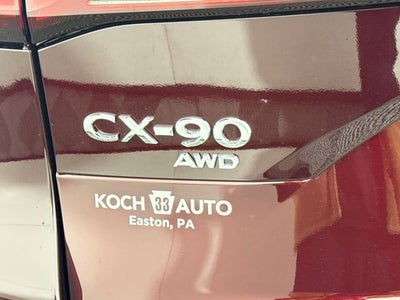 CX-90
AWD
KOCH 33 AUTO
Easton, PA